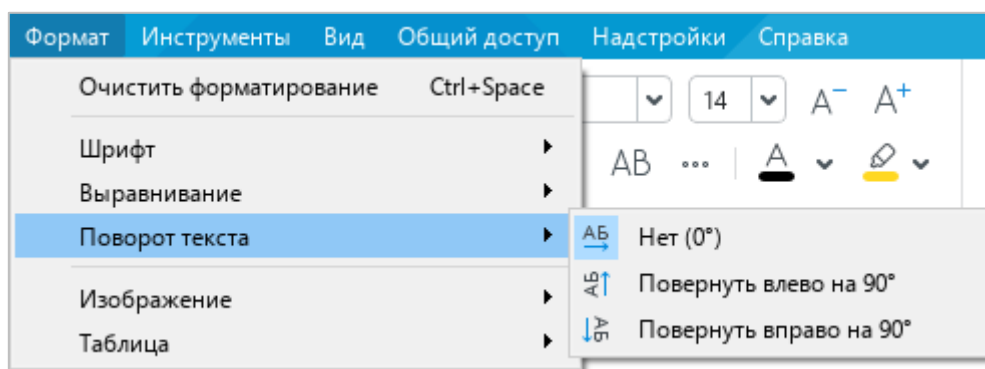 Формат Инструменты Вид Общий доступ Надстройки Справка
Очистить форматирование Ctrl+Space
14 A− A+
Шрифт
AB ... A
Выравнивание
Поворот текста
АБ Нет (0°)
АБ Повернуть влево на 90°
Изображение
АБ Повернуть вправо на 90°
Таблица